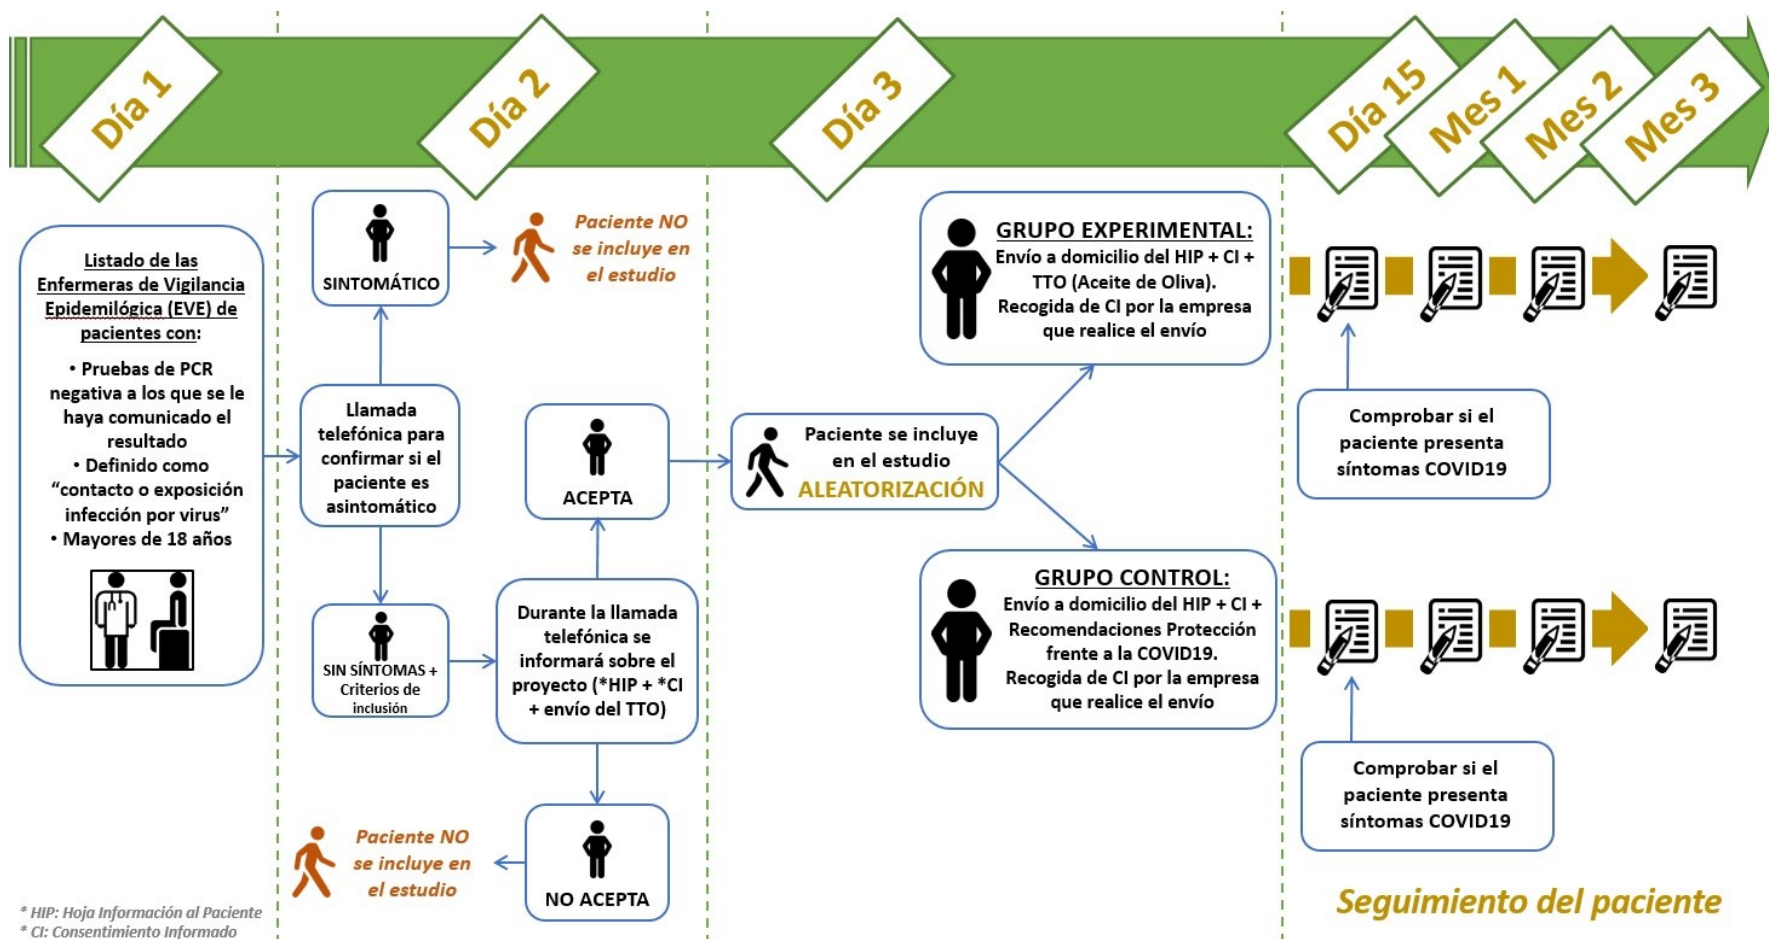 Día 1
Día 2
Día 3
Día 15
Mes 1
Mes 2
Mes 3
Listado de las
Enfermeras de Vigilancia
Epidemilógica (EVE) de
pacientes con:
• Pruebas de PCR
negativa a los que se le
haya comunicado el
resultado
• Definido como
“contacto o exposición
infección por virus”
• Mayores de 18 años
SINTOMÁTICO
Paciente NO
se incluye en
el estudio
Llamada
telefónica para
confirmar si el
paciente es
asintomático
SIN SÍNTOMAS +
Criterios de
inclusión
ACEPTA
Durante la llamada
telefónica se
informará sobre el
proyecto (*HIP + *CI
+ envío del TTO)
NO ACEPTA
Paciente NO
se incluye en
el estudio
Paciente se incluye
en el estudio
ALEATORIZACIÓN
GRUPO EXPERIMENTAL:
Envío a domicilio del HIP + CI +
TTO (Aceite de Oliva).
Recogida de CI por la empresa
que realice el envío
GRUPO CONTROL:
Envío a domicilio del HIP + CI +
Recomendaciones Protección
frente a la COVID19.
Recogida de CI por la empresa
que realice el envío
Comprobar si el
paciente presenta
síntomas COVID19
Comprobar si el
paciente presenta
síntomas COVID19
Seguimiento del paciente
* HIP: Hoja Información al Paciente
* CI: Consentimiento Informado